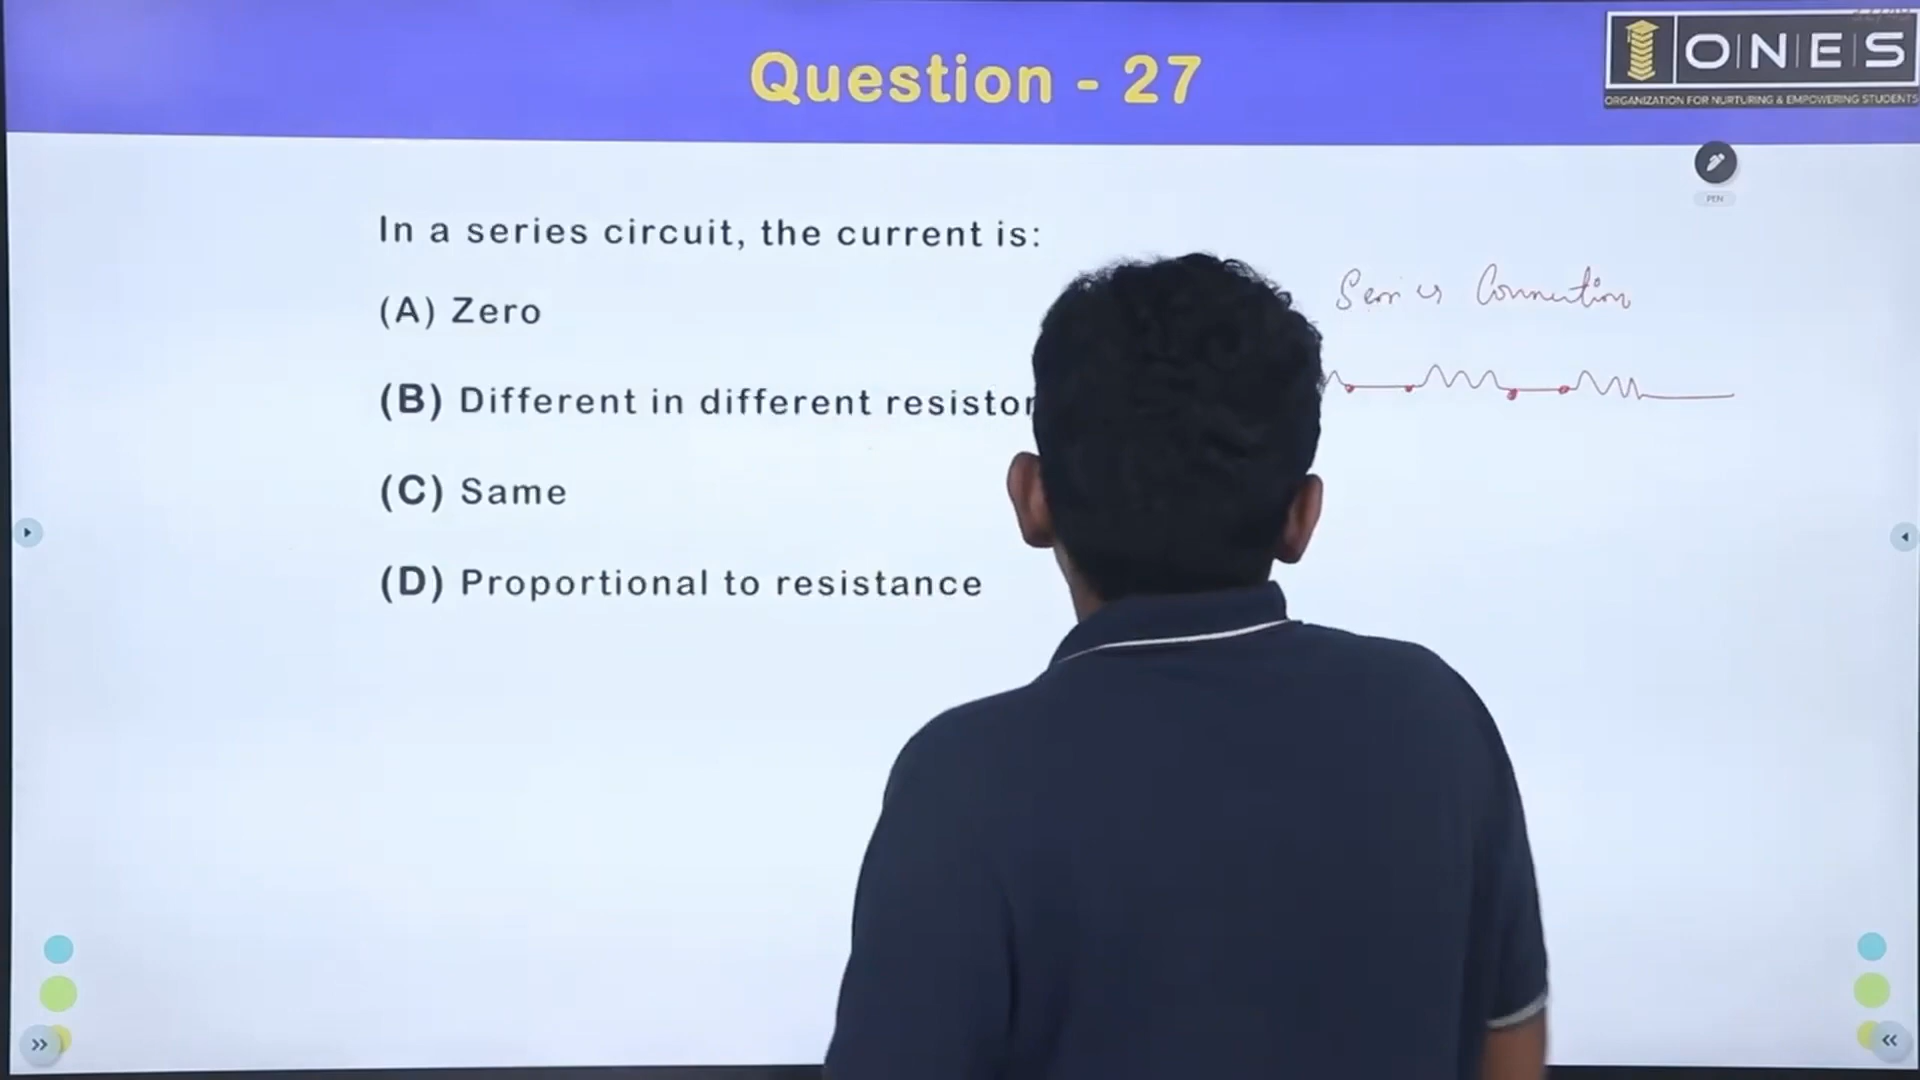 Question - 27
ONES
ORGANIZATION FOR NURTURING & EMPOWERING STUDENTS
PEN
In a series circuit, the current is:
Series Connection
(A) Zero
(B) Different in different resistor
(C) Same
(D) Proportional to resistance